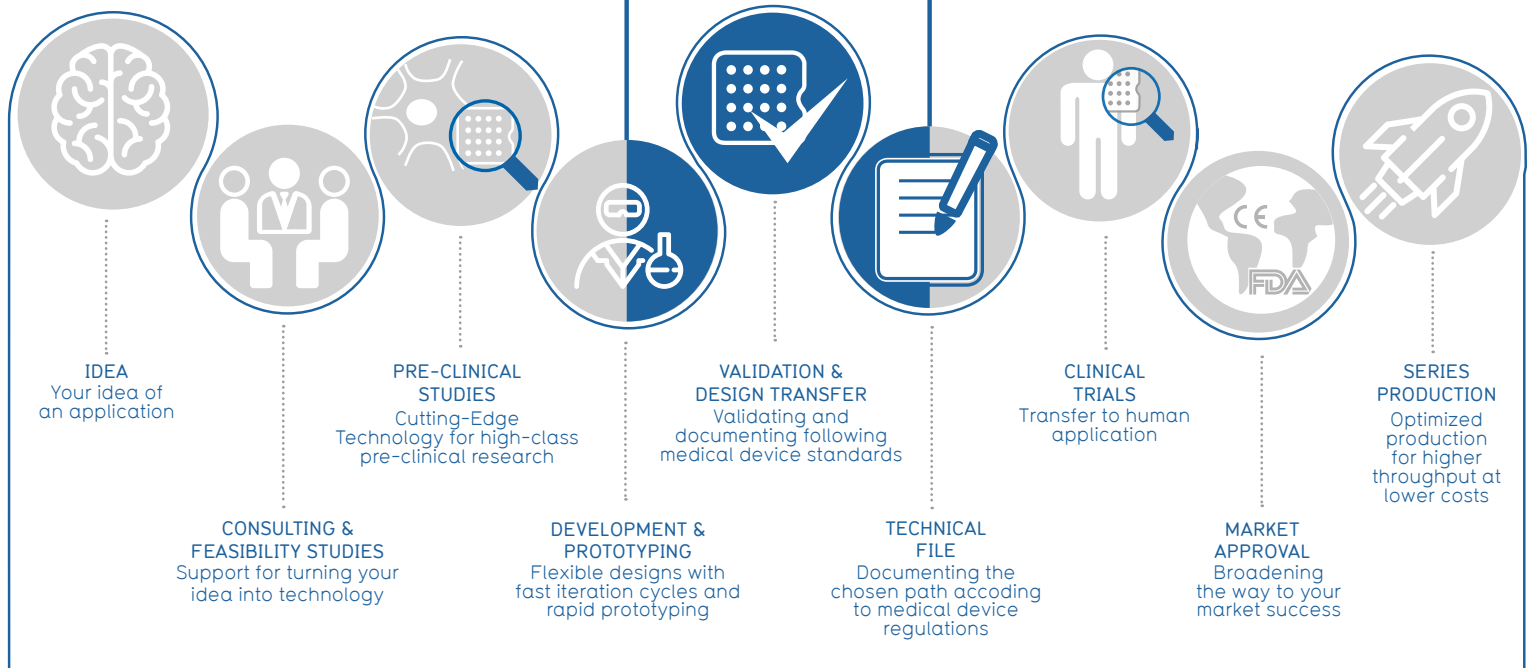 CE
FDA
IDEA
Your idea of
an application
CONSULTING &
FEASIBILITY STUDIES
Support for turning your
idea into technology
PRE-CLINICAL
STUDIES
Cutting-Edge
Technology for high-class
pre-clinical research
DEVELOPMENT &
PROTOTYPING
Flexible designs with
fast iteration cycles and
rapid prototyping
VALIDATION &
DESIGN TRANSFER
Validating and
documenting following
medical device standards
TECHNICAL
FILE
Documenting the
chosen path accoding
to medical device
regulations
CLINICAL
TRIALS
Transfer to human
application
MARKET
APPROVAL
Broadening
the way to your
market success
SERIES
PRODUCTION
Optimized
production
for higher
throughput at
lower costs